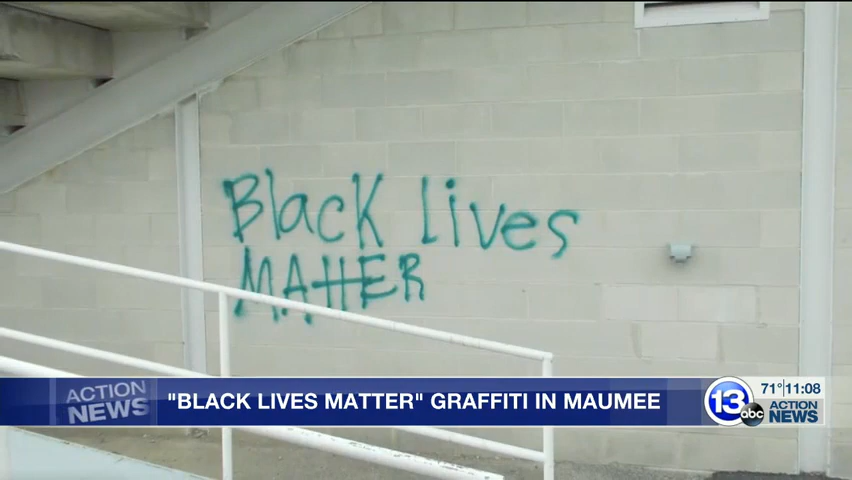 Black lives
MATTER
ACTION
NEWS
"BLACK LIVES MATTER" GRAFFITI IN MAUMEE
13
abc
71° 11:08
ACTION
NEWS